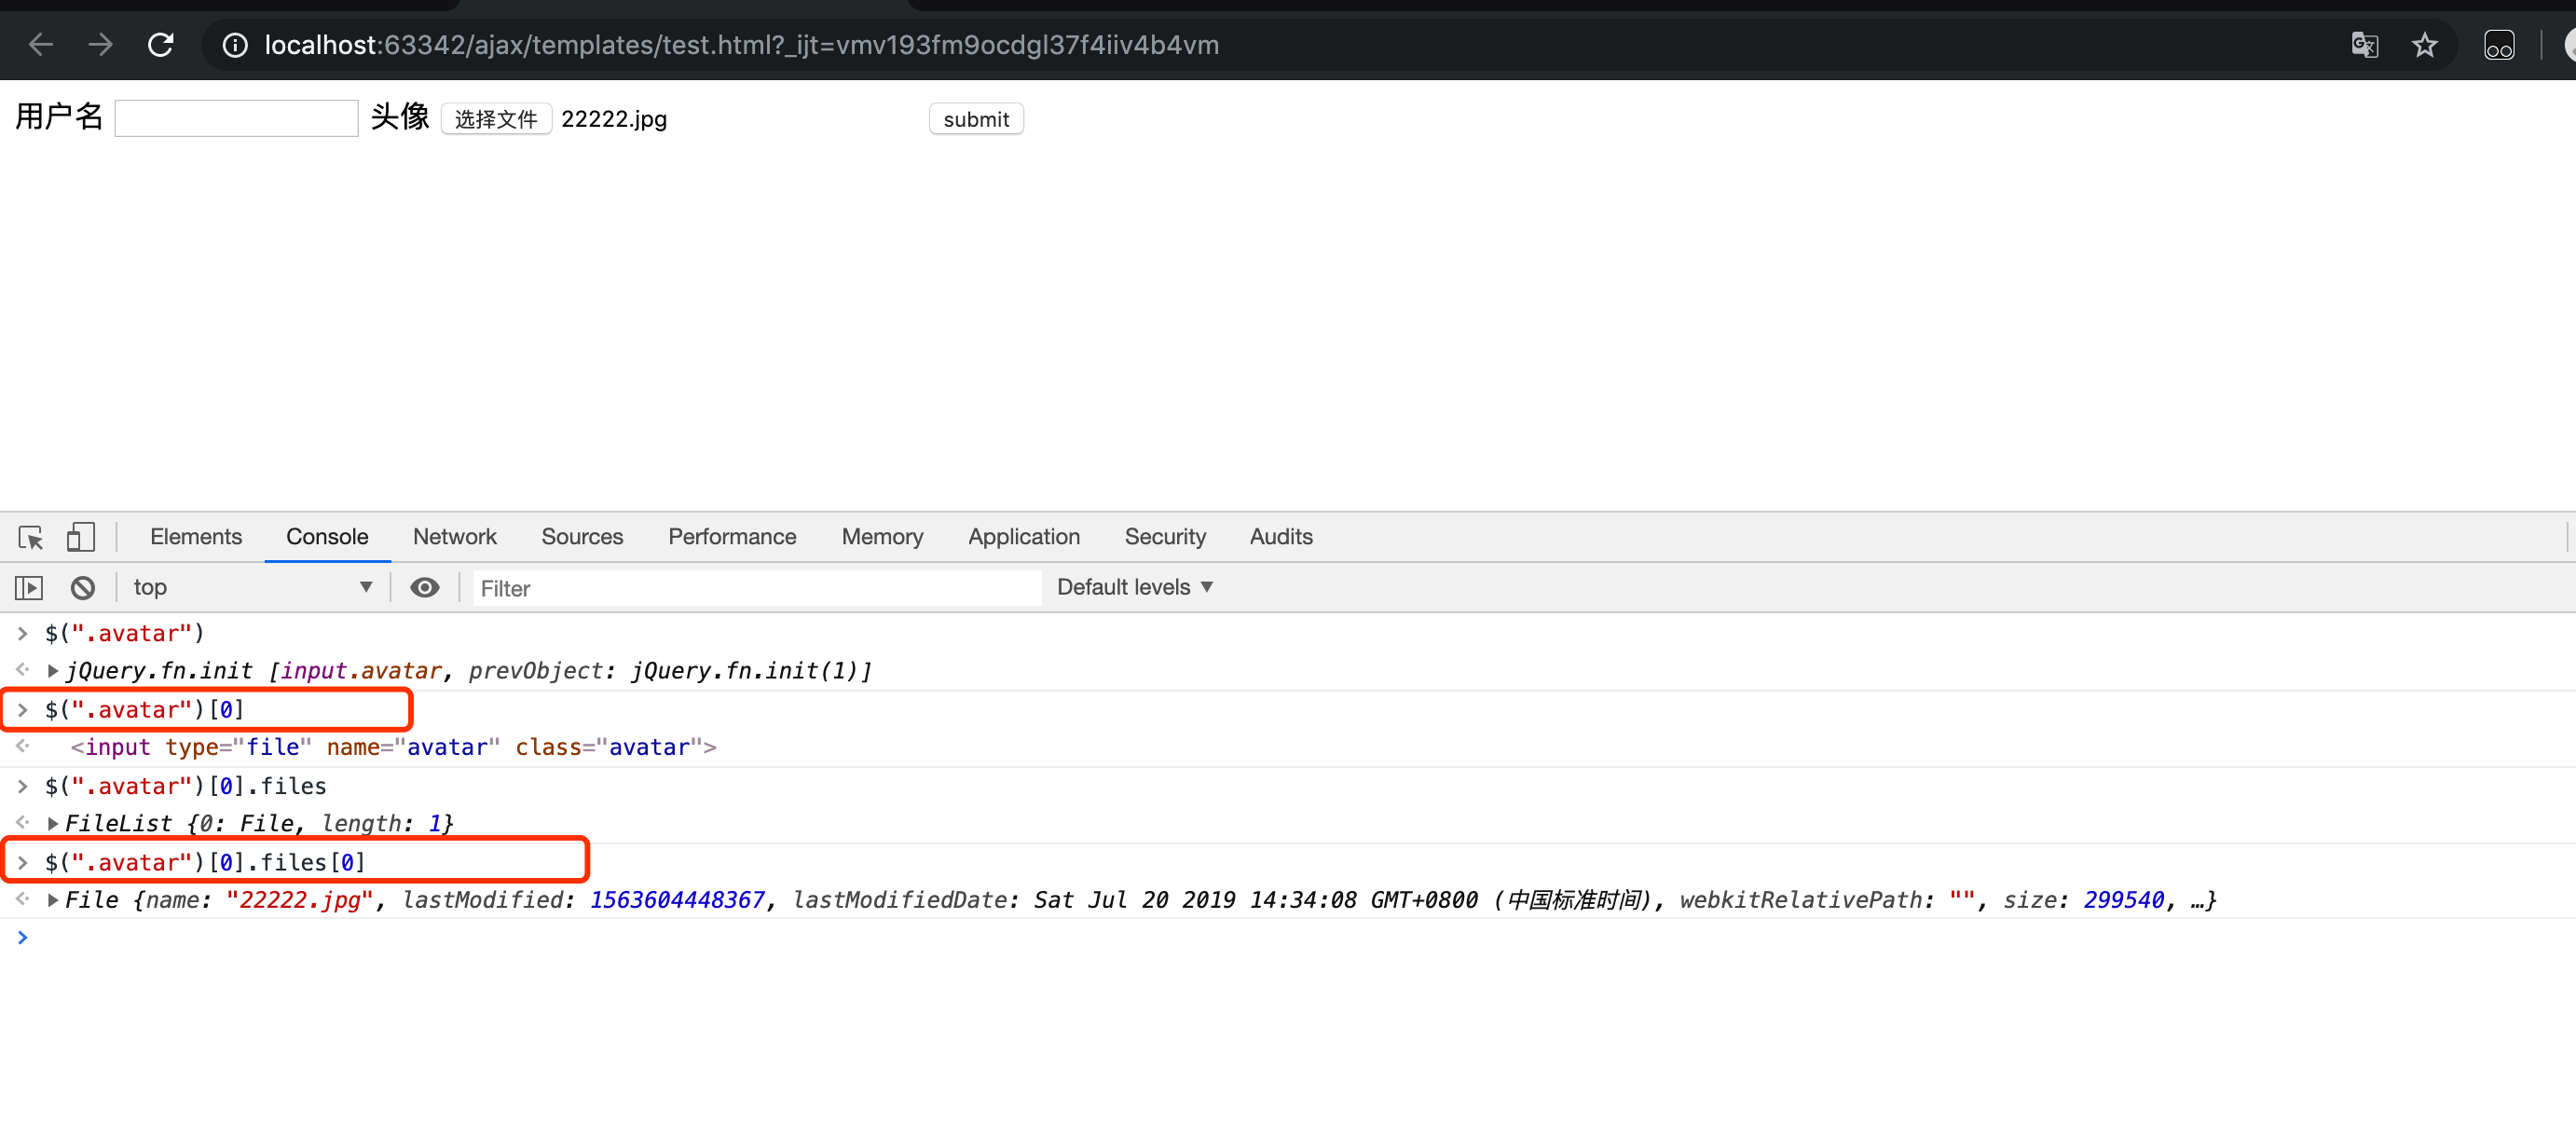 localhost:63342/ajax/templates/test.html?_ijt=vmv193fm9ocdgl37f4iiv4b4vm
用户名 头像 选择文件 22222.jpg submit
Elements Console Network Sources Performance Memory Application Security Audits
top ▼ Filter Default levels ▼
> $(".avatar")
jQuery.fn.init [input.avatar, prevObject: jQuery.fn.init(1)]
> $(".avatar")[0]
<input type="file" name="avatar" class="avatar">
> $(".avatar")[0].files
FileList {0: File, length: 1}
> $(".avatar")[0].files[0]
File {name: "22222.jpg", lastModified: 1563604448367, lastModifiedDate: Sat Jul 20 2019 14:34:08 GMT+0800 (中国标准时间), webkitRelativePath: "", size: 299540, …}
>